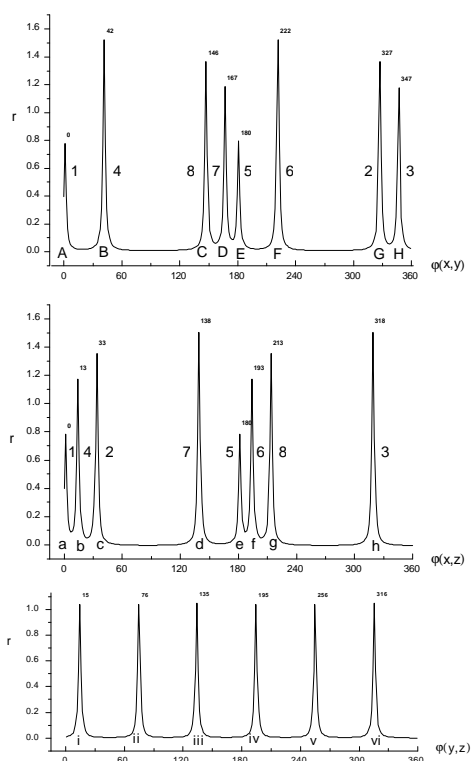 r
1.6
1.4
1.2
1.0
0.8
0.6
0.4
0.2
0.0
0
42
146
167
180
222
327
347
1 4 8 7 5 6 2 3
A B C D E F G H
0 60 120 180 240 300 360
φ(x,y)
r
1.6
1.4
1.2
1.0
0.8
0.6
0.4
0.2
0.0
0
13
33
138
180
193
213
318
1 4 2 7 5 6 8 3
a b c d e f g h
0 60 120 180 240 300 360
φ(x,z)
r
1.0
0.8
0.6
0.4
0.2
0.0
15 76 135 195 256 316
i ii iii iv v vi
0 60 120 180 240 300 360
φ(y,z)